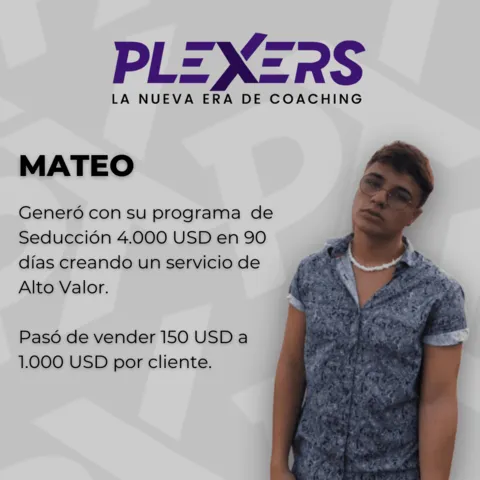 PLEXERS
LA NUEVA ERA DE COACHING
MATEO
Generó con su programa de
Seducción 4.000 USD en 90
días creando un servicio de
Alto Valor.
Pasó de vender 150 USD a
1.000 USD por cliente.